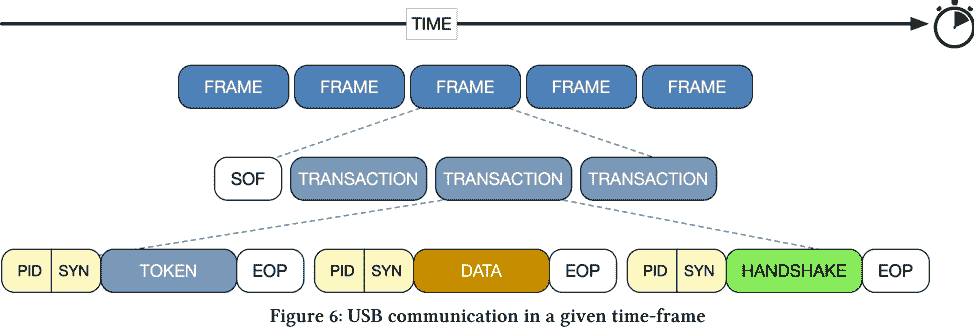 TIME
FRAME FRAME FRAME FRAME FRAME
SOF TRANSACTION TRANSACTION TRANSACTION
PID SYN TOKEN EOP PID SYN DATA EOP PID SYN HANDSHAKE EOP
Figure 6: USB communication in a given time-frame